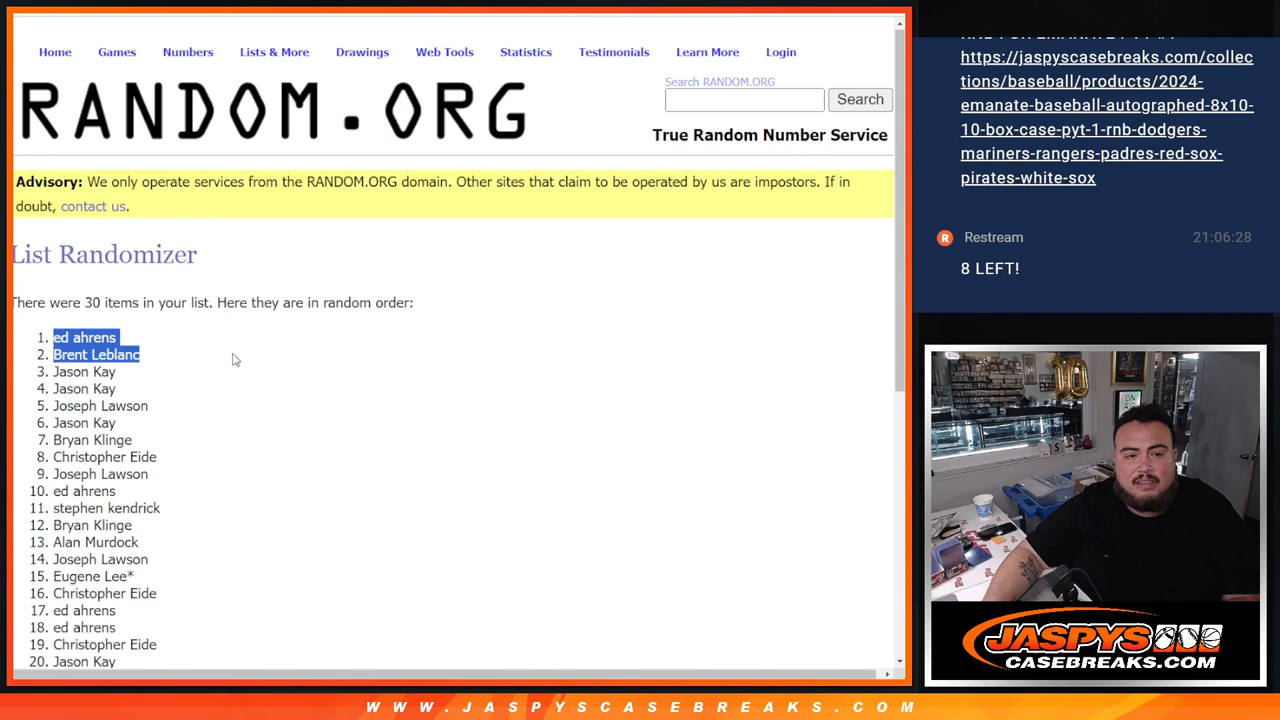 Home Games Numbers Lists & More Drawings Web Tools Statistics Testimonials Learn More Login
Search RANDOM.ORG
RANDOM.ORG
Search
True Random Number Service
Advisory: We only operate services from the RANDOM.ORG domain. Other sites that claim to be operated by us are impostors. If in
doubt, contact us.
List Randomizer
There were 30 items in your list. Here they are in random order:
1. ed ahrens
2. Brent Leblanc
3. Jason Kay
4. Jason Kay
5. Joseph Lawson
6. Jason Kay
7. Bryan Klinge
8. Christopher Eide
9. Joseph Lawson
10. ed ahrens
11. stephen kendrick
12. Bryan Klinge
13. Alan Murdock
14. Joseph Lawson
15. Eugene Lee*
16. Christopher Eide
17. ed ahrens
18. ed ahrens
19. Christopher Eide
20. Jason Kay
https://jaspyscasebreaks.com/collec
tions/baseball/products/2024-
emanate-baseball-autographed-8x10-
10-box-case-pyt-1-rnb-dodgers-
mariners-rangers-padres-red-sox-
pirates-white-sox
R Restream 21:06:28
8 LEFT!
10
ON
JASPYS
CASEBREAKS.COM
WWW.JASPYSCASEBREAKS.COM